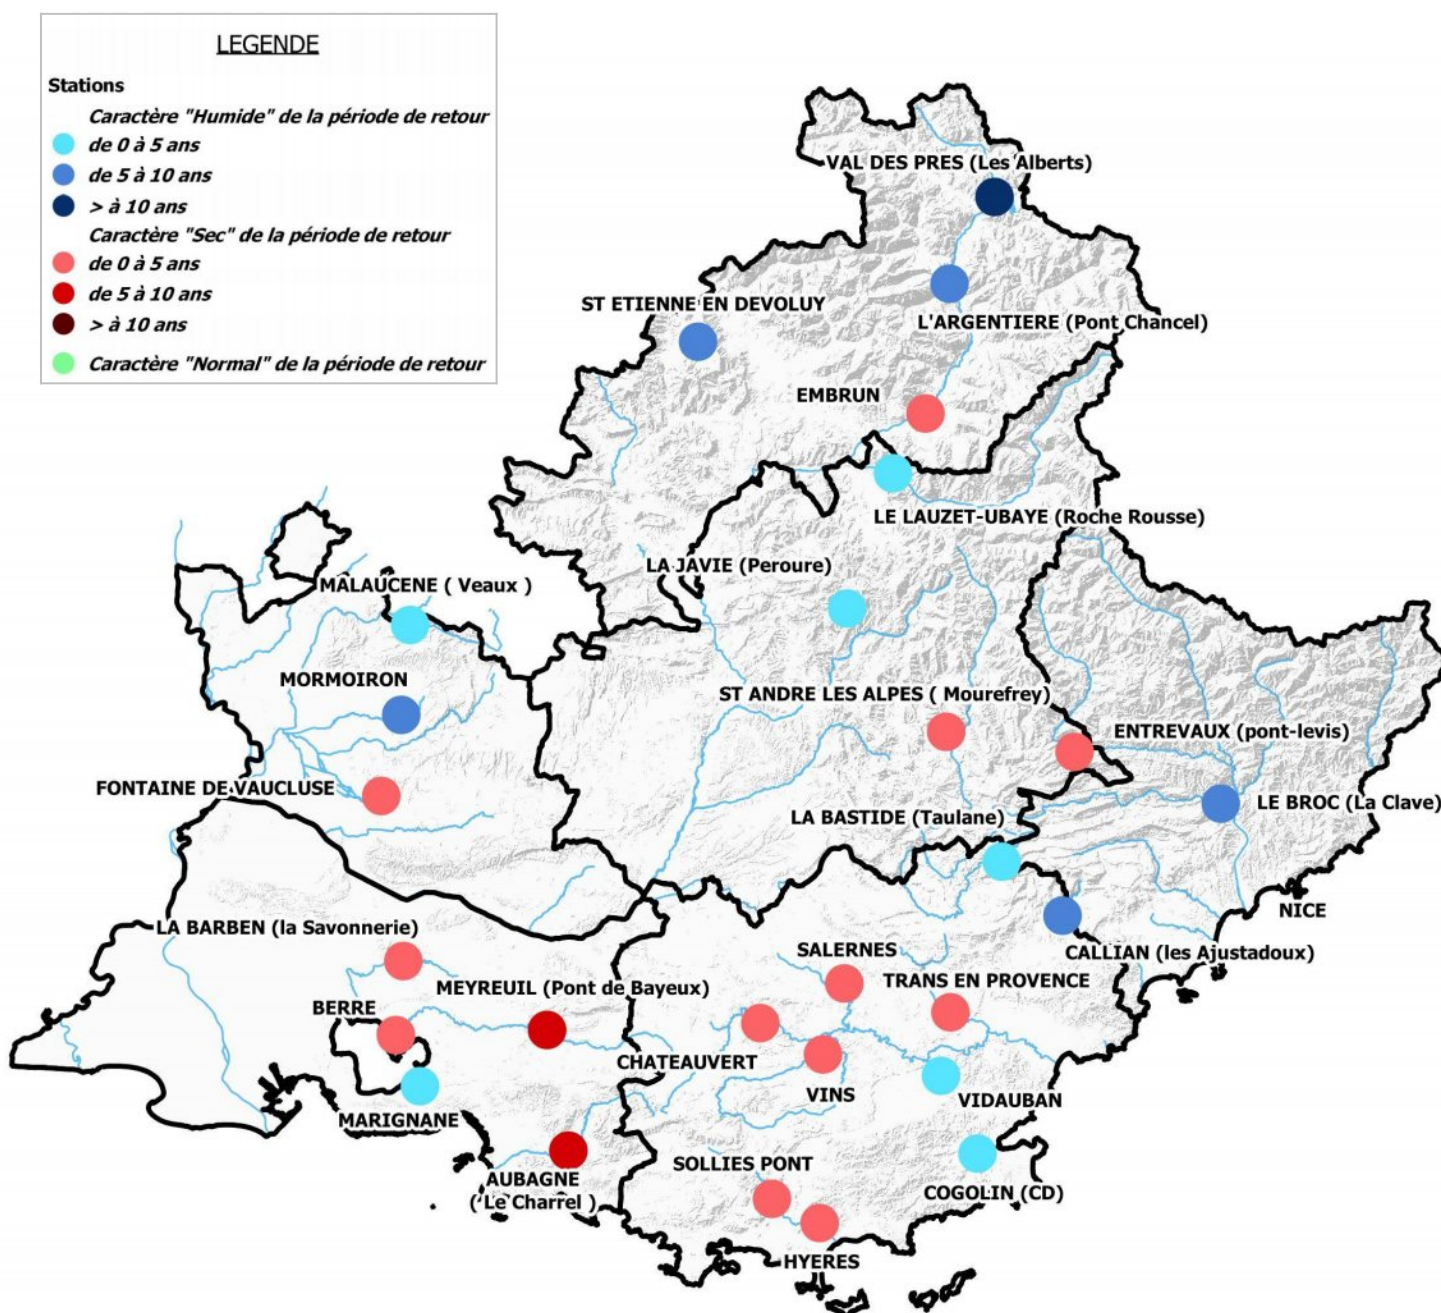 LEGENDE
Stations
Caractère "Humide" de la période de retour
de 0 à 5 ans
de 5 à 10 ans
> à 10 ans
Caractère "Sec" de la période de retour
de 0 à 5 ans
de 5 à 10 ans
> à 10 ans
Caractère "Normal" de la période de retour
VAL DES PRES (Les Alberts)
ST ETIENNE EN DEVOLUY
L'ARGENTIERE (Pont Chancel)
EMBRUN
LE LAUZET-UBAYE (Roche Rousse)
LA JAVIE (Peroure)
MALAUCENE ( Veaux )
MORMOIRON
ST ANDRE LES ALPES ( Mourefrey)
ENTREVAUX (pont-levis)
FONTAINE DE VAUCLUSE
LE BROC (La Clave)
LA BASTIDE (Taulane)
NICE
LA BARBEN (la Savonnerie)
CALLIAN (les Ajustadoux)
SALERNES
TRANS EN PROVENCE
MEYREUIL (Pont de Bayeux)
BERRE
CHATEAUVERT
VINS
VIDAUBAN
MARIGNANE
SOLLIES PONT
AUBAGNE
( Le Charrel )
COGOLIN (CD)
HYERES